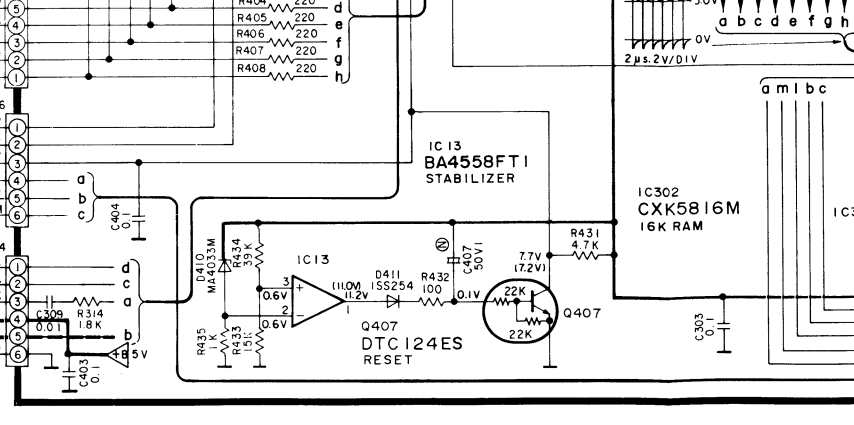 R404 220 d
5
R405 220 e
4
R406 220 f
3
R407 220 g
2
R408 220 h
1
5.0V
a b c d e f g h
0V
2μs.2V/DIV
a m l b c
6
1
2
3
4 a
5 b
6 c
C404
0.1
IC13
BA4558FT1
STABILIZER
IC302
CXK5816M
16K RAM
IC3
4
1 d
2 c
3 a
4
5 b
6
C309
0.01
R314
1.8K
+B 5V
C403
0.1
D410
MA4033M
R434
39K
IC13
3
+
0.6V
2
−
0.6V
(11.0V)
11.2V
1
R435
1K
R433
15K
D411
1SS254
R432
100
0.1V
N
C407
50V1
7.7V
(7.2V)
R431
4.7K
22K
22K
Q407
Q407
DTC124ES
RESET
C303
0.1